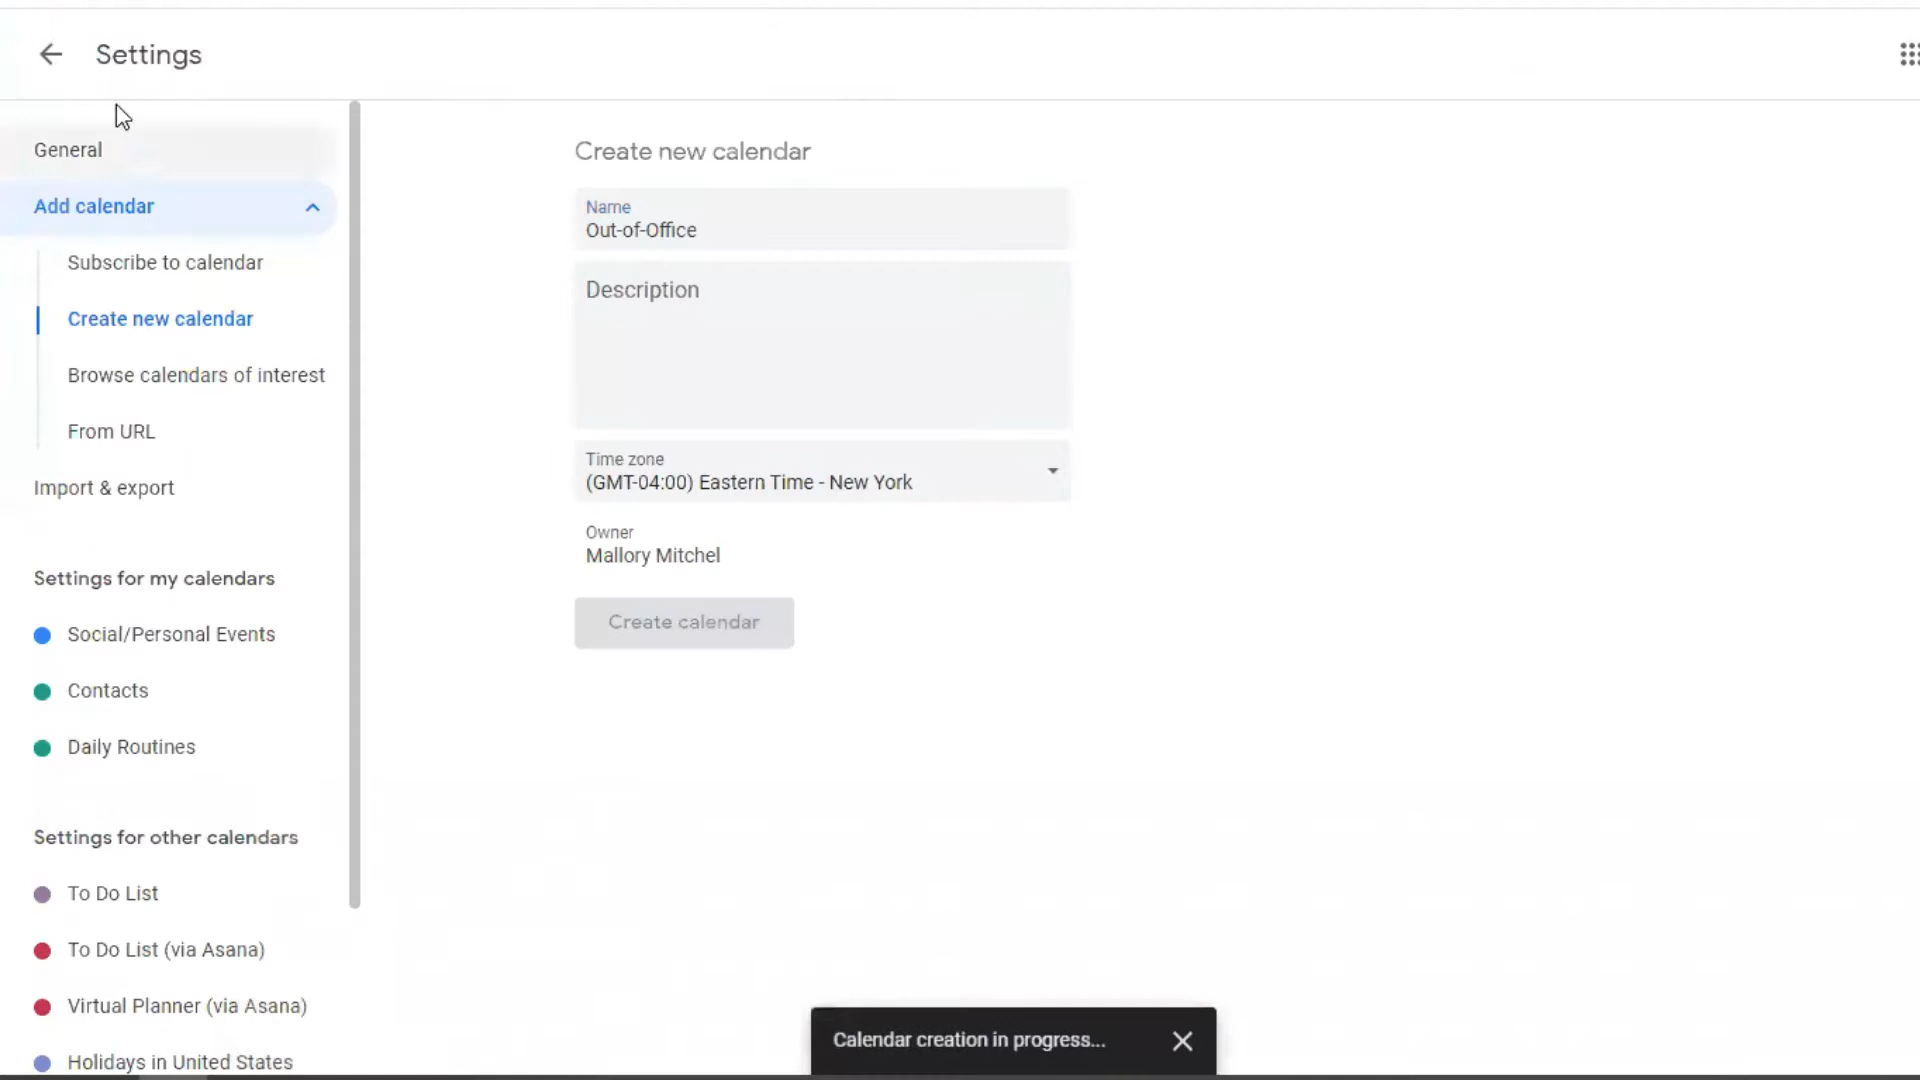 Settings
General
Add calendar
Subscribe to calendar
Create new calendar
Browse calendars of interest
From URL
Import & export
Settings for my calendars
Social/Personal Events
Contacts
Daily Routines
Settings for other calendars
To Do List
To Do List (via Asana)
Virtual Planner (via Asana)
Holidays in United States
Create new calendar
Name
Out-of-Office
Description
Time zone
(GMT-04:00) Eastern Time - New York
Owner
Mallory Mitchel
Create calendar
Calendar creation in progress...